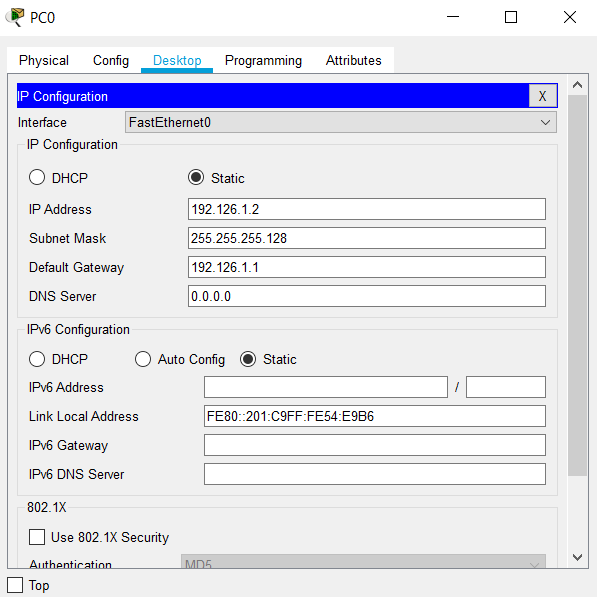 PC0
Physical Config Desktop Programming Attributes
IP Configuration X
Interface FastEthernet0
IP Configuration
DHCP Static
IP Address 192.126.1.2
Subnet Mask 255.255.255.128
Default Gateway 192.126.1.1
DNS Server 0.0.0.0
IPv6 Configuration
DHCP Auto Config Static
IPv6 Address /
Link Local Address FE80::201:C9FF:FE54:E9B6
IPv6 Gateway
IPv6 DNS Server
802.1X
Use 802.1X Security
Authentication MD5
Top